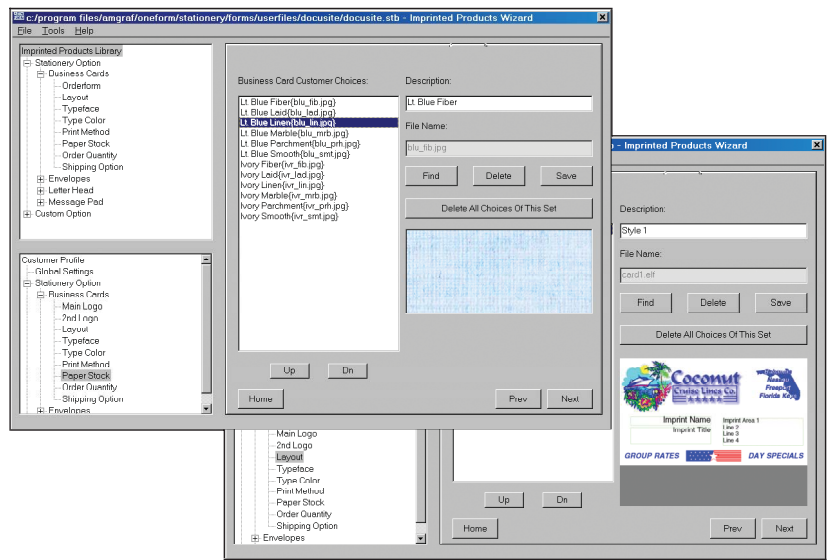 c:/program files/amgraf/oneform/stationery/forms/userfiles/docusite/docusite.stb - Imprinted Products Wizard
File Tools Help
Imprinted Products Library
Stationery Option
Business Cards
Orderform
Layout
Typeface
Type Color
Print Method
Paper Stock
Order Quantity
Shipping Option
Envelopes
Letter Head
Message Pad
Custom Option
Customer Profile
Global Settings
Stationery Option
Business Cards
Main Logo
2nd Logo
Layout
Typeface
Type Color
Print Method
Paper Stock
Order Quantity
Shipping Option
Envelopes
Business Card Customer Choices:
Lt. Blue Fiber{blu_fib.jpg}
Lt. Blue Laid{blu_lad.jpg}
Lt. Blue Linen{blu_lin.jpg}
Lt. Blue Marble{blu_mrb.jpg}
Lt. Blue Parchment{blu_prh.jpg}
Lt. Blue Smooth{blu_smt.jpg}
Ivory Fiber{ivr_fib.jpg}
Ivory Laid{ivr_lad.jpg}
Ivory Linen{ivr_lin.jpg}
Ivory Marble{ivr_mrb.jpg}
Ivory Parchment{ivr_prh.jpg}
Ivory Smooth{ivr_smt.jpg}
Up Dn
Home
Description:
Lt. Blue Fiber
File Name:
blu_fib.jpg
Find Delete Save
Delete All Choices Of This Set
Prev Next
- Imprinted Products Wizard
Description:
Style 1
File Name:
card1.elf
Find Delete Save
Delete All Choices Of This Set
Coconut
Cruise Lines Co.
Florida
Imprint Name
Imprint Title
Imprint Area 1
Line 2
Line 3
Line 4
GROUP RATES DAY SPECIALS
Main Logo
2nd Logo
Layout
Typeface
Type Color
Print Method
Paper Stock
Order Quantity
Shipping Option
Envelopes
Up Dn
Home
Prev Next